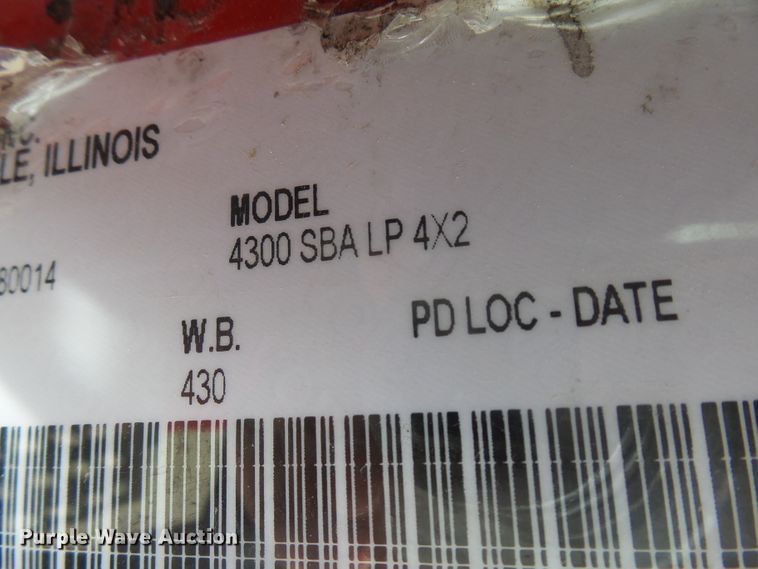 LE, ILLINOIS
MODEL
4300 SBA LP 4X2
80014
W.B.
PD LOC - DATE
430
Purple Wave Auction